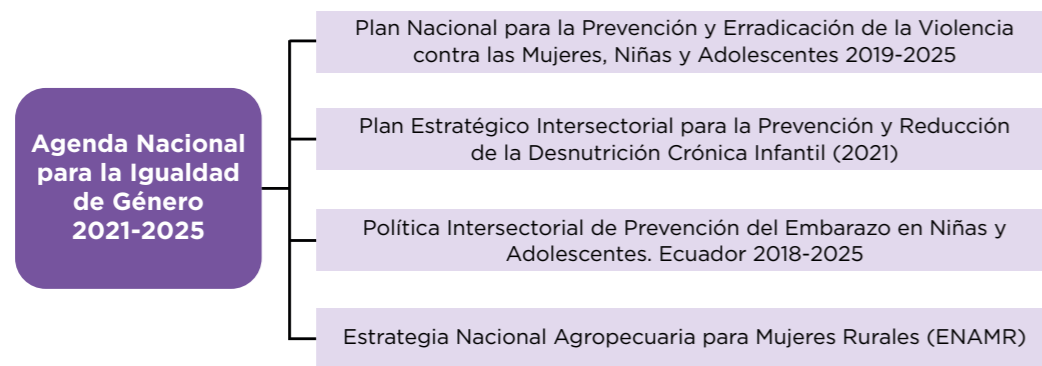 Agenda Nacional
para la Igualdad
de Género
2021-2025
Plan Nacional para la Prevención y Erradicación de la Violencia
contra las Mujeres, Niñas y Adolescentes 2019-2025
Plan Estratégico Intersectorial para la Prevención y Reducción
de la Desnutrición Crónica Infantil (2021)
Política Intersectorial de Prevención del Embarazo en Niñas y
Adolescentes. Ecuador 2018-2025
Estrategia Nacional Agropecuaria para Mujeres Rurales (ENAMR)